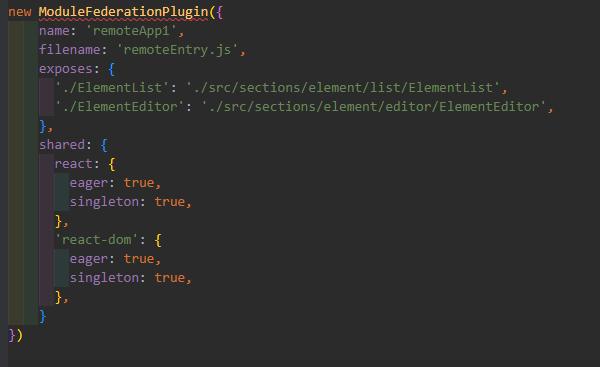 new ModuleFederationPlugin({
    name: 'remoteApp1',
    filename: 'remoteEntry.js',
    exposes: {
      './ElementList': './src/sections/element/list/ElementList',
      './ElementEditor': './src/sections/element/editor/ElementEditor',
    },
    shared: {
      react: {
        eager: true,
        singleton: true,
      },
      'react-dom': {
        eager: true,
        singleton: true,
      },
    }
})